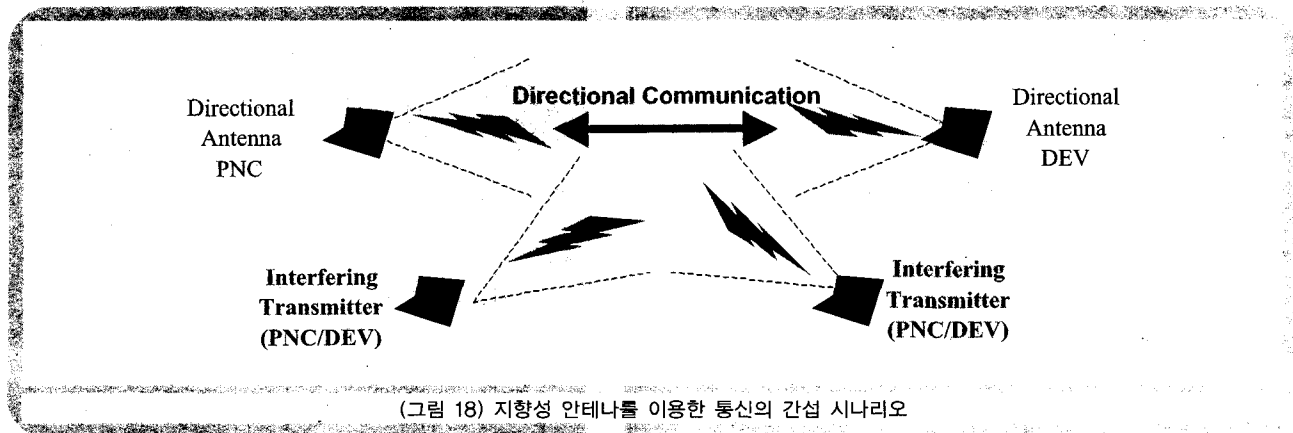 Directional
Antenna
PNC
Directional Communication
Directional
Antenna
DEV
Interfering
Transmitter
(PNC/DEV)
Interfering
Transmitter
(PNC/DEV)
(그림 18) 지향성 안테나를 이용한 통신의 간섭 시나리오